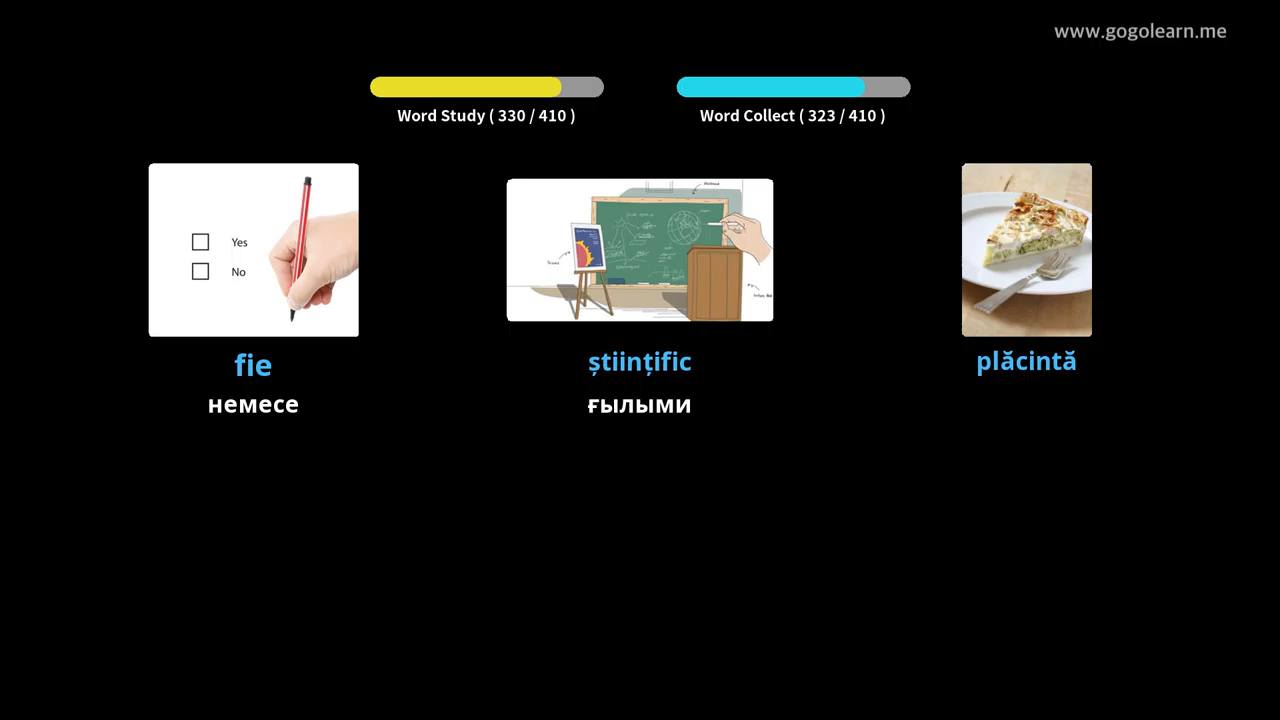 www.gogolearn.me
Word Study ( 330 / 410 )
Word Collect ( 323 / 410 )
Yes
No
fie
științific
plăcintă
немесе
ғылыми